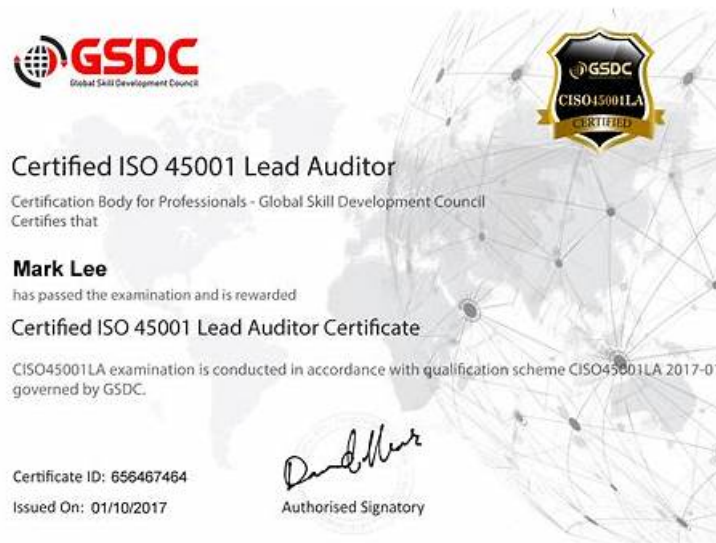 GSDC
Global Skill Development Council
GSDC
CISO45001LA
CERTIFIED
Certified ISO 45001 Lead Auditor
Certification Body for Professionals - Global Skill Development Council
Certifies that
Mark Lee
has passed the examination and is rewarded
Certified ISO 45001 Lead Auditor Certificate
CISO45001LA examination is conducted in accordance with qualification scheme CISO45001LA 2017-01
governed by GSDC.
Certificate ID: 656467464
Issued On: 01/10/2017
Authorised Signatory